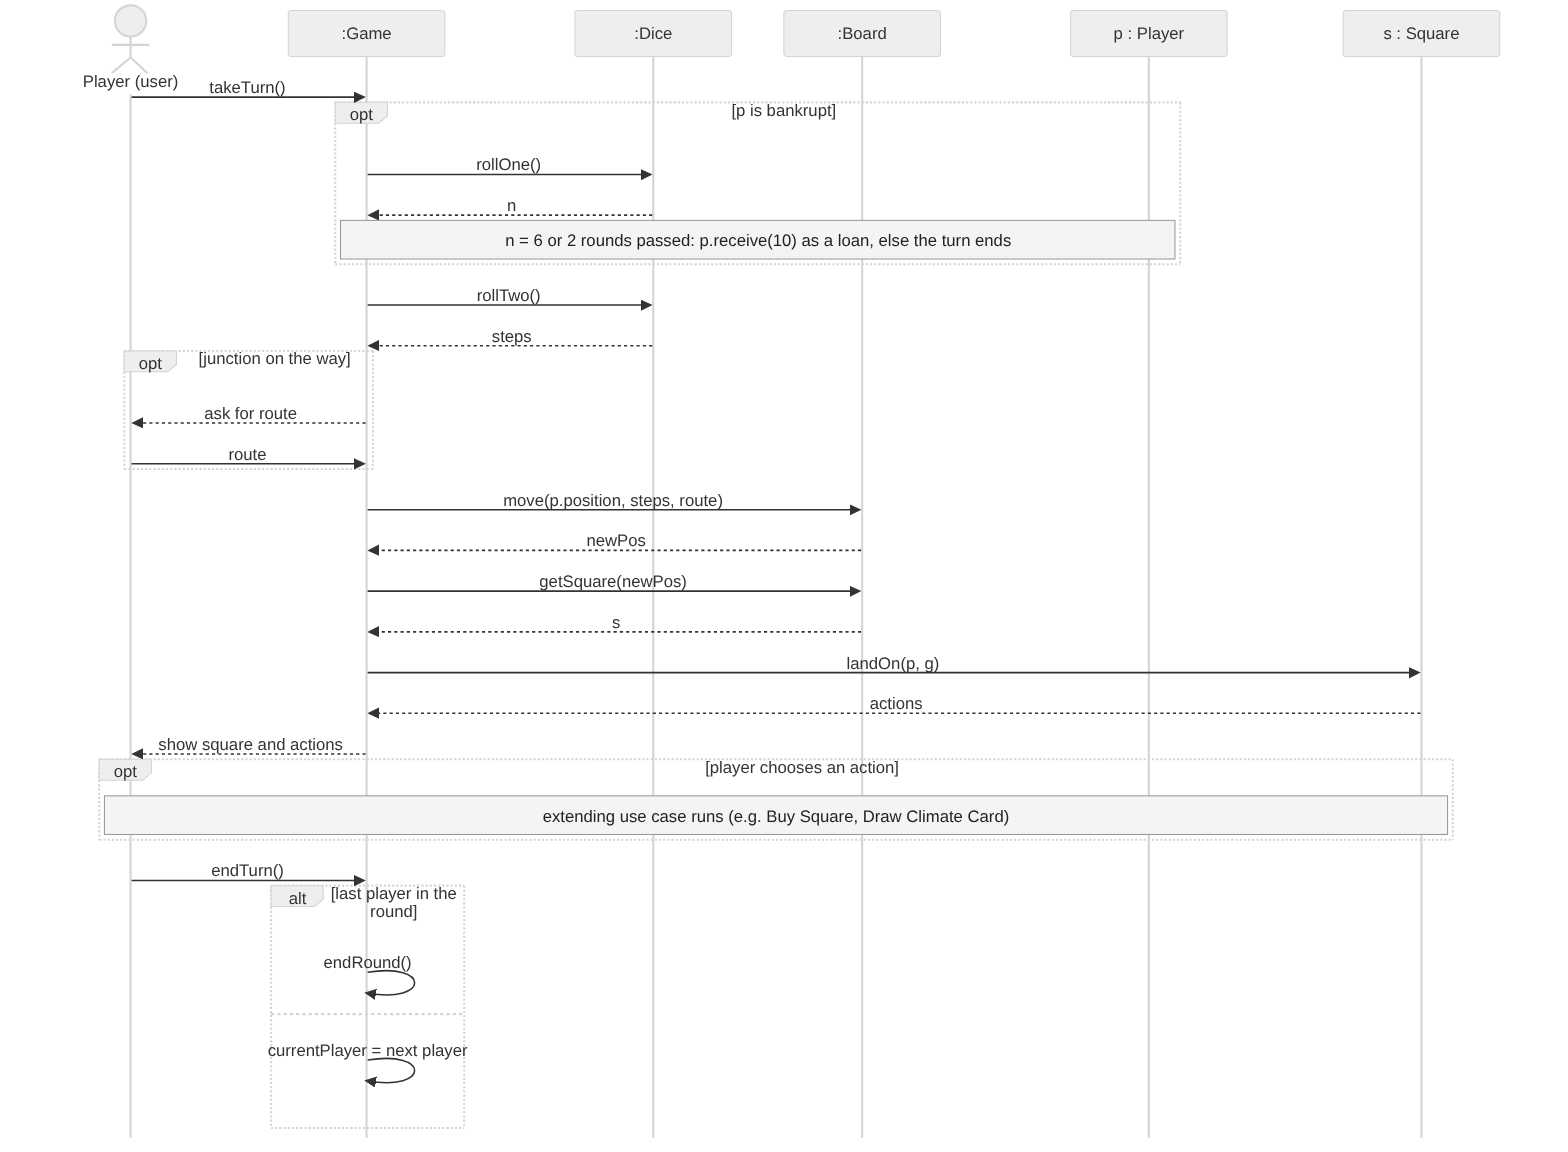 Player (user)
:Game
:Dice
:Board
p : Player
s : Square
takeTurn()
opt
[p is bankrupt]
rollOne()
n
n = 6 or 2 rounds passed: p.receive(10) as a loan, else the turn ends
rollTwo()
steps
opt
[junction on the way]
ask for route
route
move(p.position, steps, route)
newPos
getSquare(newPos)
s
landOn(p, g)
actions
show square and actions
opt
[player chooses an action]
extending use case runs (e.g. Buy Square, Draw Climate Card)
endTurn()
alt
[last player in the
round]
endRound()
currentPlayer = next player